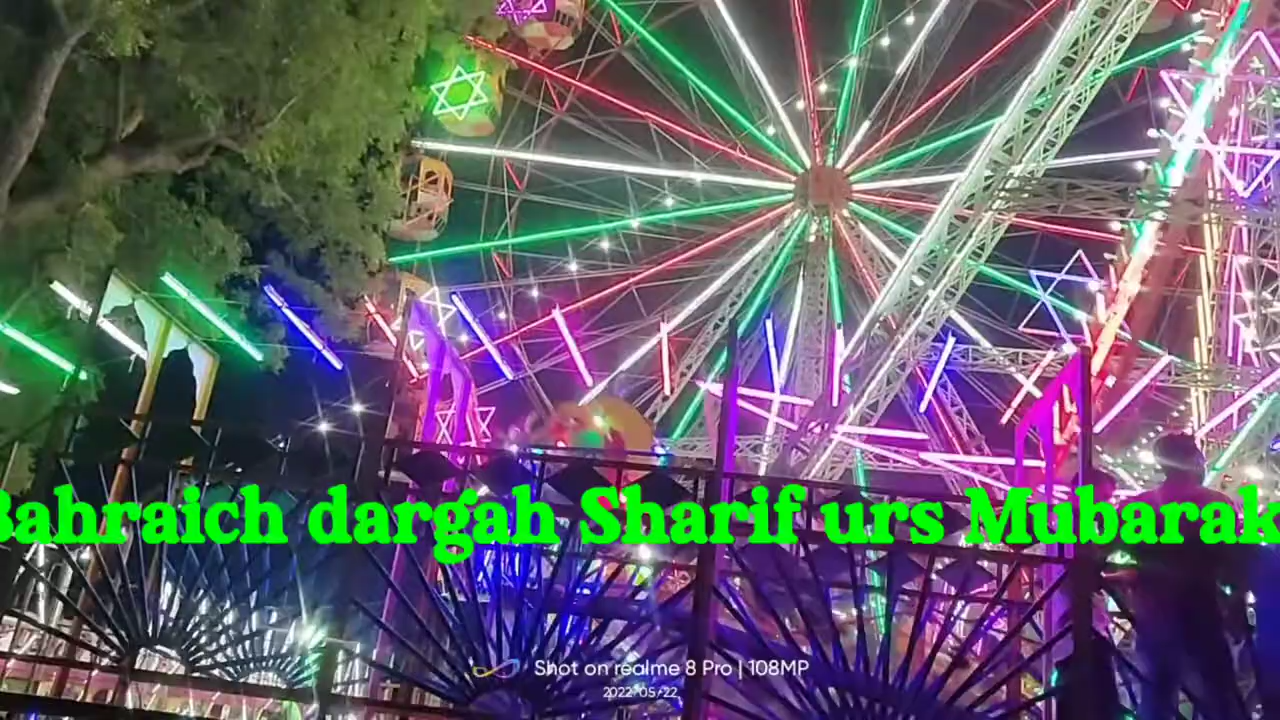 Bahraich dargah Sharif urs Mubarak
Shot on realme 8 Pro | 108MP
2022/05/22